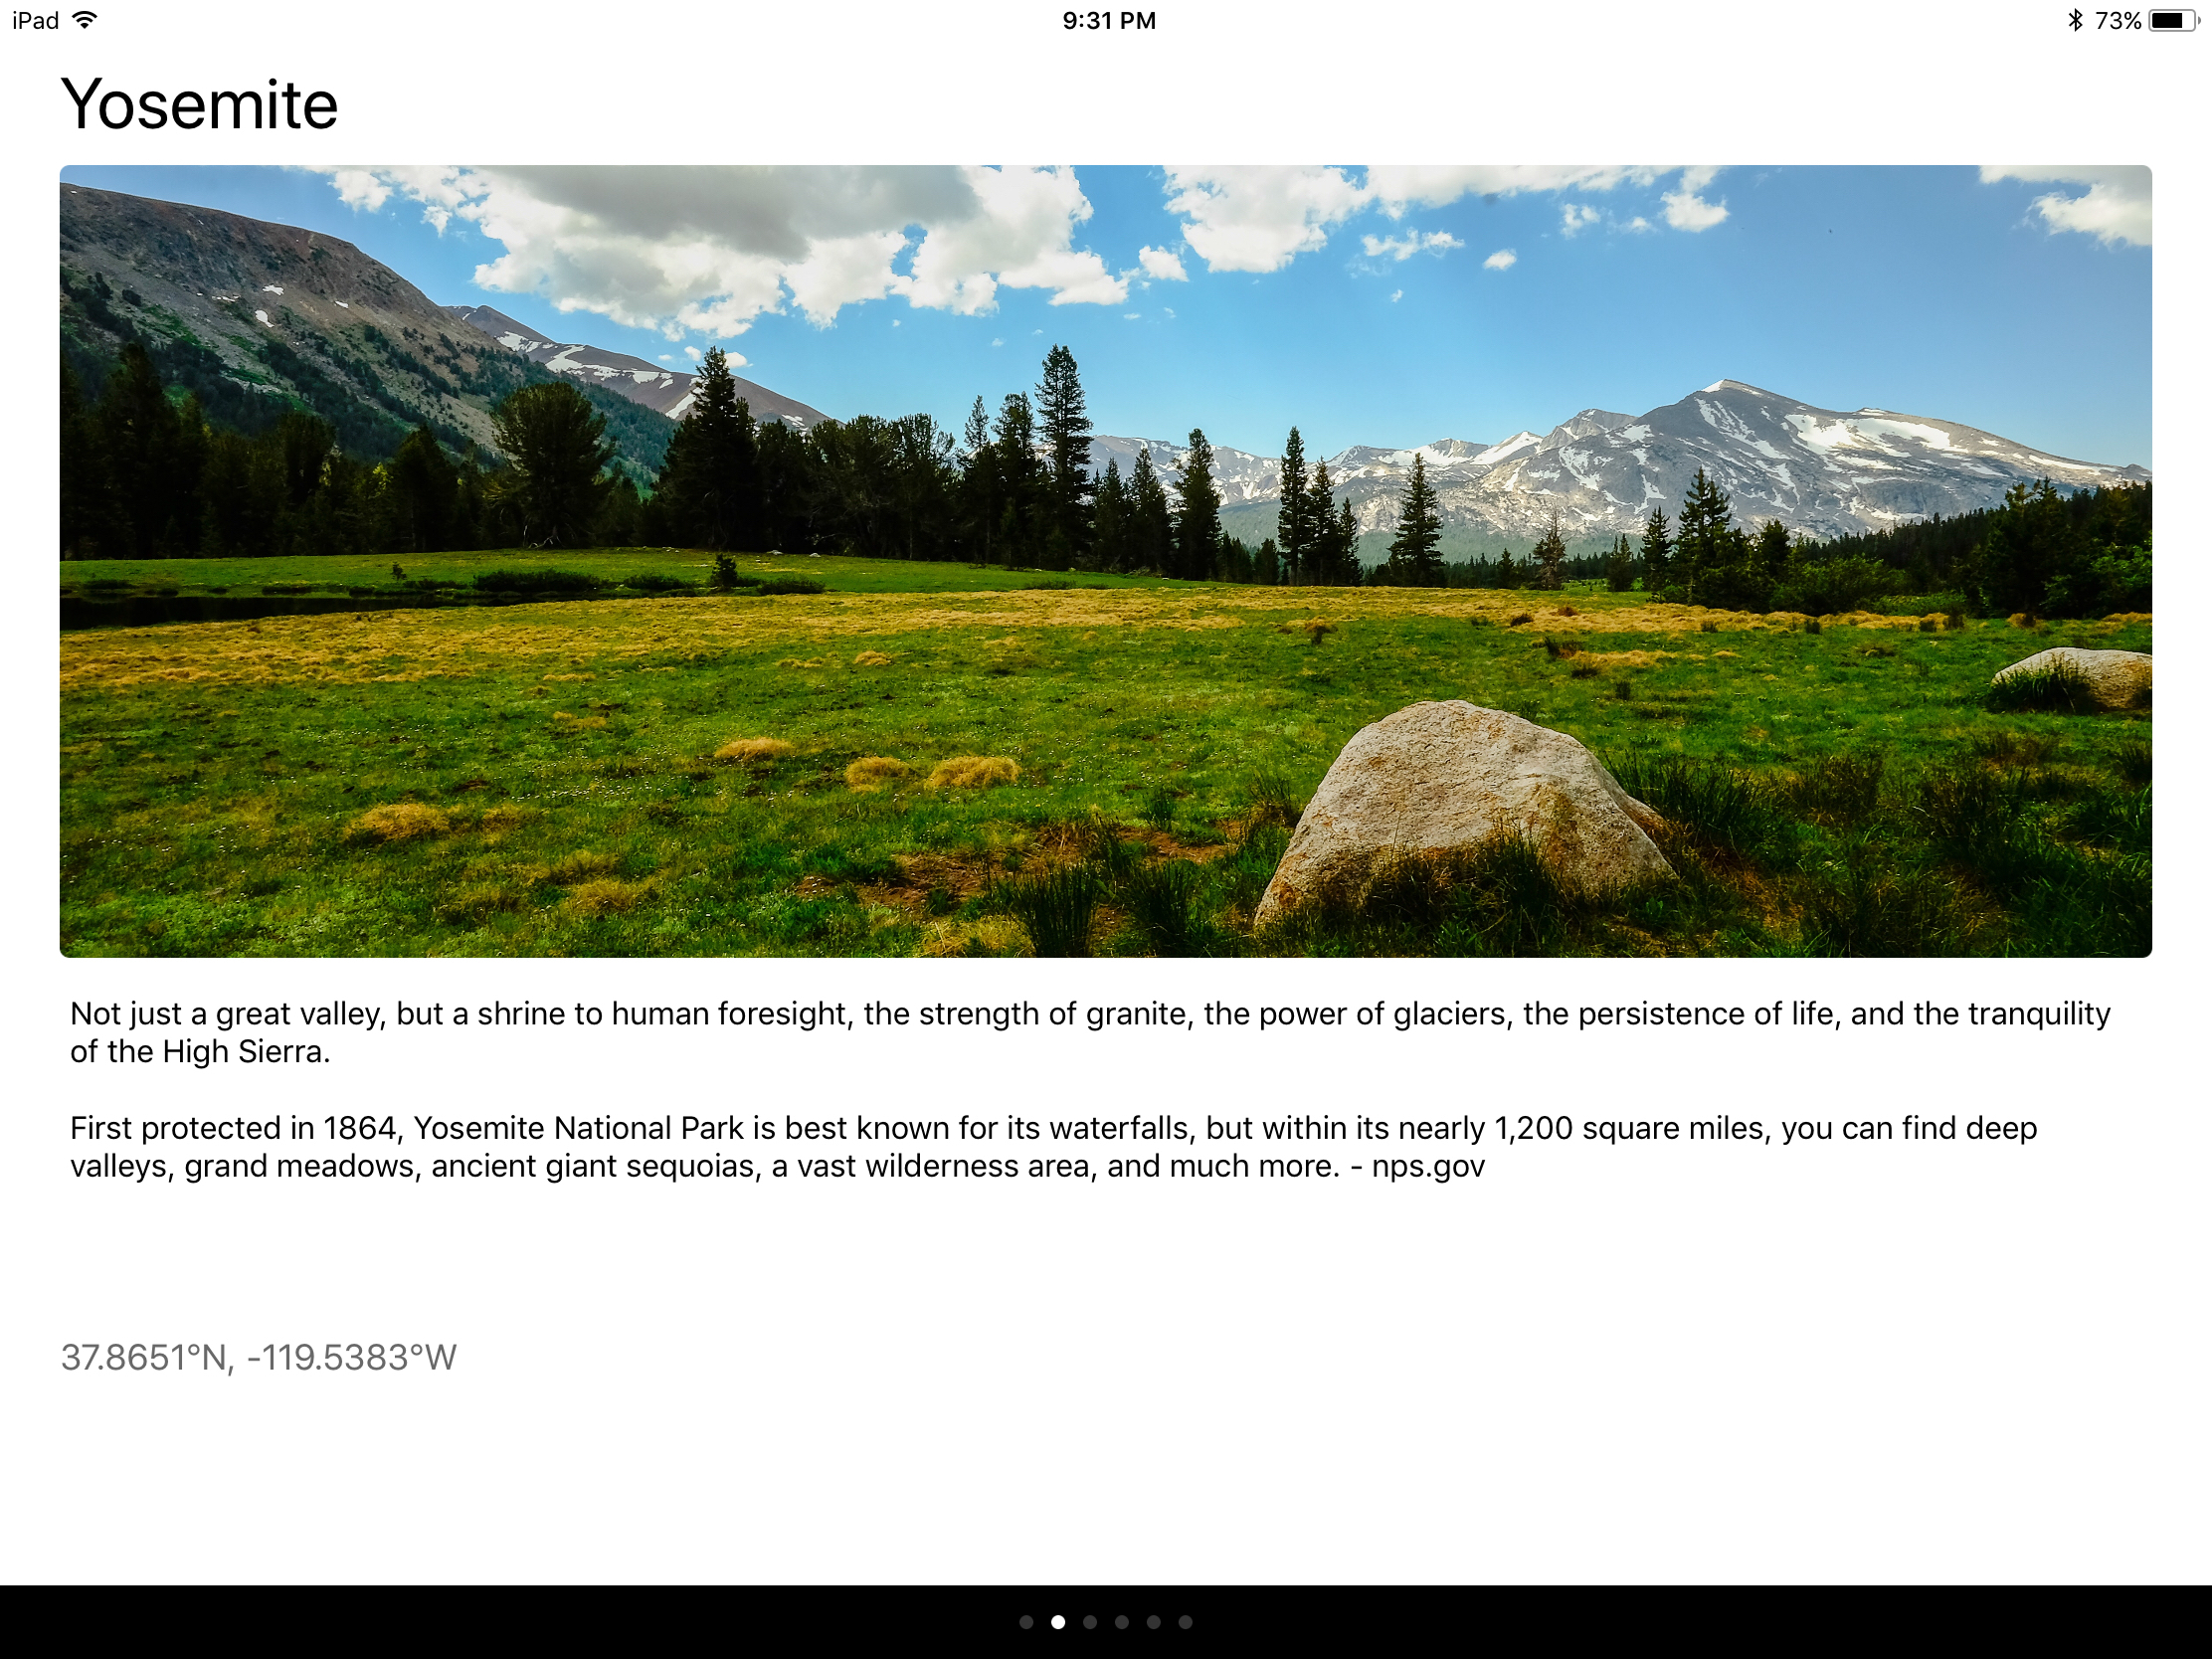 iPad
9:31 PM
73%
Yosemite
Not just a great valley, but a shrine to human foresight, the strength of granite, the power of glaciers, the persistence of life, and the tranquility
of the High Sierra.
First protected in 1864, Yosemite National Park is best known for its waterfalls, but within its nearly 1,200 square miles, you can find deep
valleys, grand meadows, ancient giant sequoias, a vast wilderness area, and much more. - nps.gov
37.8651°N, -119.5383°W